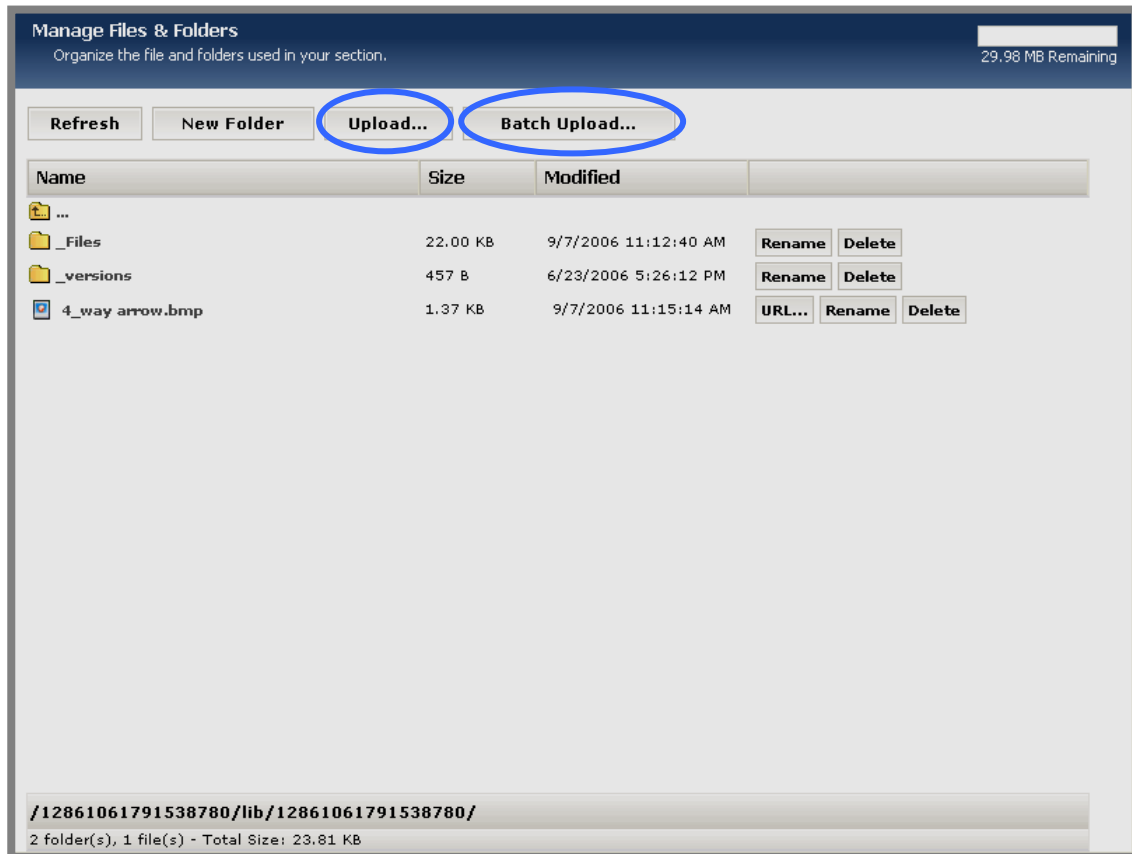 Manage Files & Folders
Organize the file and folders used in your section.
29.98 MB Remaining
Refresh New Folder Upload... Batch Upload...
Name Size Modified
...
_Files 22.00 KB 9/7/2006 11:12:40 AM Rename Delete
_versions 457 B 6/23/2006 5:26:12 PM Rename Delete
4_way arrow.bmp 1.37 KB 9/7/2006 11:15:14 AM URL... Rename Delete
/12861061791538780/lib/12861061791538780/
2 folder(s), 1 file(s) - Total Size: 23.81 KB